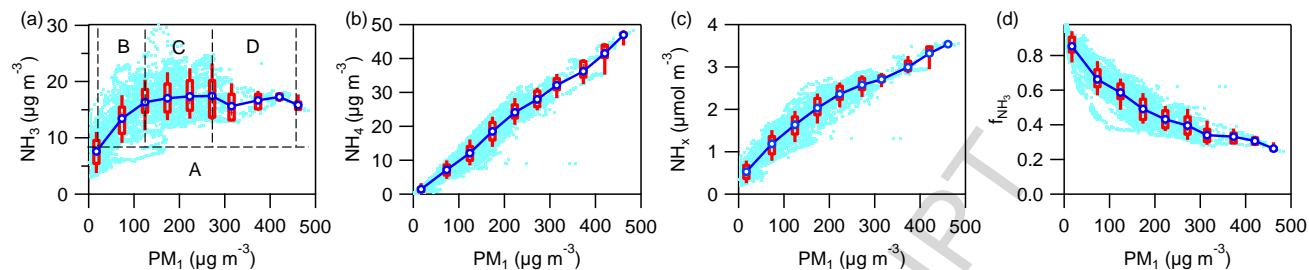 (a)
30
20
10
0
NH3 (µg m-3)
B
C
D
A
0 100 200 300 400 500
PM1 (µg m-3)
(b)
50
40
30
20
10
0
NH4 (µg m-3)
0 100 200 300 400 500
PM1 (µg m-3)
(c)
4
3
2
1
0
NHx (µmol m-3)
0 100 200 300 400 500
PM1 (µg m-3)
(d)
0.8
0.6
0.4
0.2
0.0
fNH3
0 100 200 300 400 500
PM1 (µg m-3)
IPT